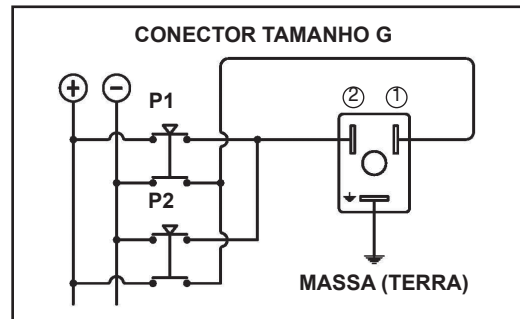 CONECTOR TAMANHO G
+ −
P1
② ①
P2
MASSA (TERRA)